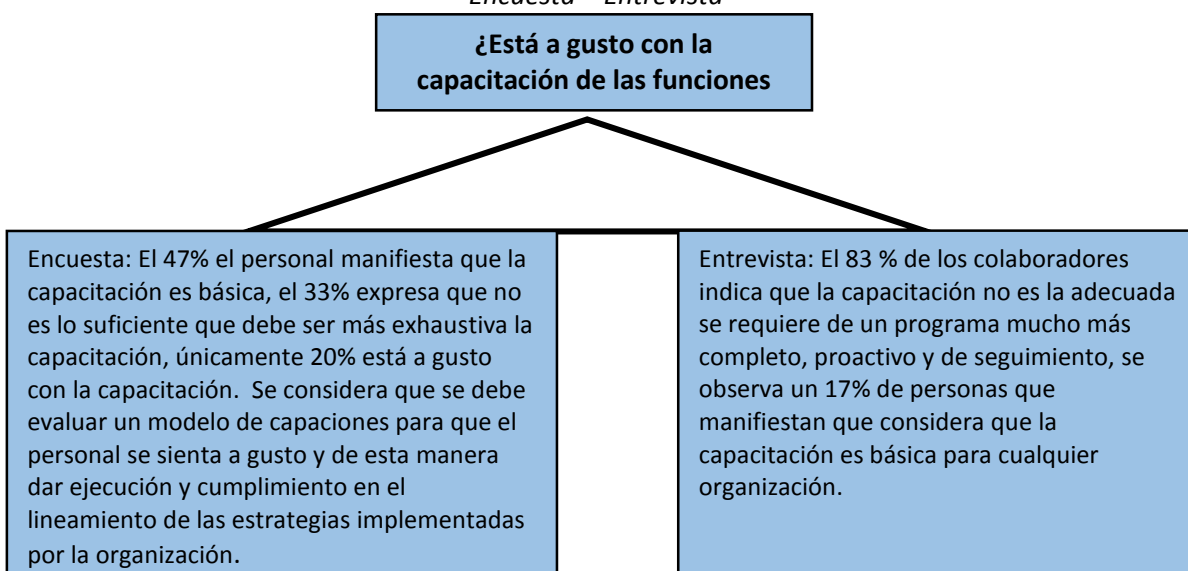 Encuesta – Entrevista
¿Está a gusto con la
capacitación de las funciones
Encuesta: El 47% el personal manifiesta que la
capacitación es básica, el 33% expresa que no
es lo suficiente que debe ser más exhaustiva la
capacitación, únicamente 20% está a gusto
con la capacitación.  Se considera que se debe
evaluar un modelo de capaciones para que el
personal se sienta a gusto y de esta manera
dar ejecución y cumplimiento en el
lineamiento de las estrategias implementadas
por la organización.
Entrevista: El 83 % de los colaboradores
indica que la capacitación no es la adecuada
se requiere de un programa mucho más
completo, proactivo y de seguimiento, se
observa un 17% de personas que
manifiestan que considera que la
capacitación es básica para cualquier
organización.